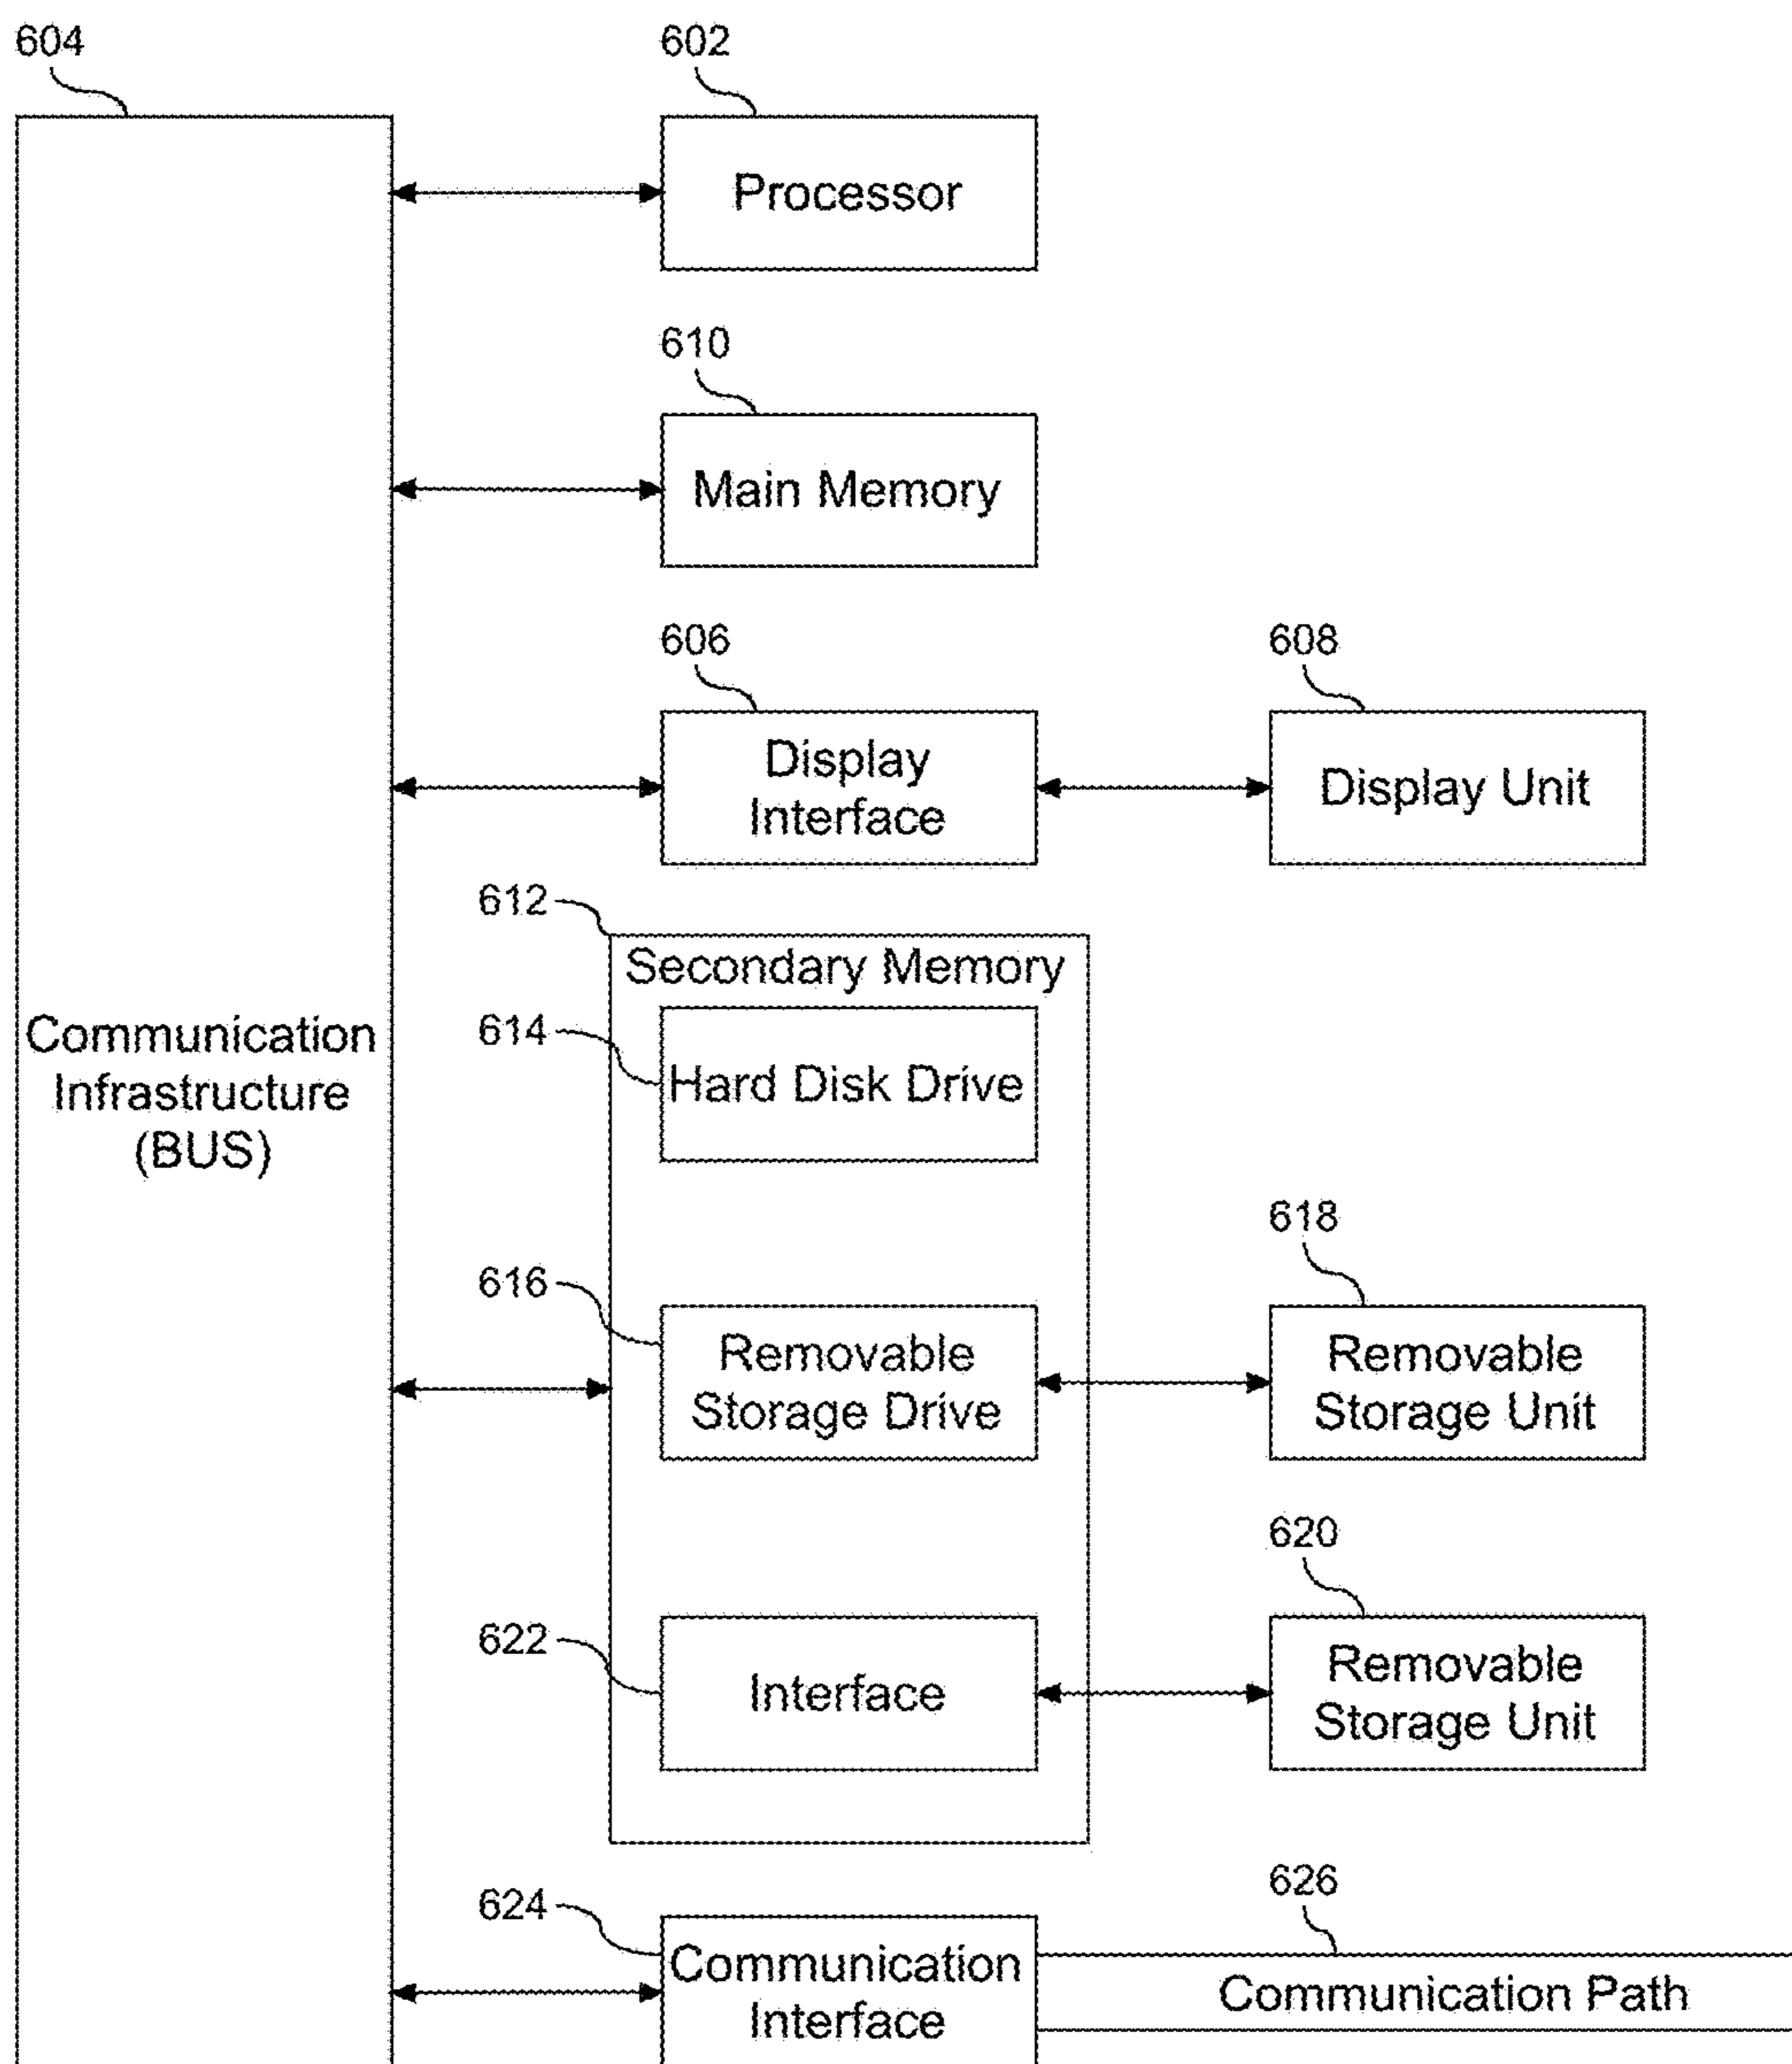 604
602
Processor
610
Main Memory
606
608
Display
Interface
Display Unit
612
Secondary Memory
614
Hard Disk Drive
Communication
Infrastructure
(BUS)
618
616
Removable
Storage Drive
Removable
Storage Unit
620
622
Interface
Removable
Storage Unit
624
626
Communication
Interface
Communication Path